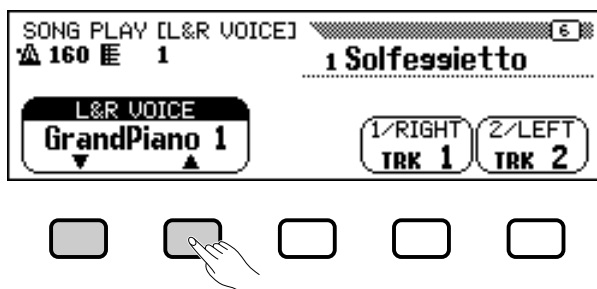 SONG PLAY [L&R VOICE] 6
160 1 1 Solfeggietto
L&R VOICE
GrandPiano 1
1/RIGHT 2/LEFT
TRK 1 TRK 2